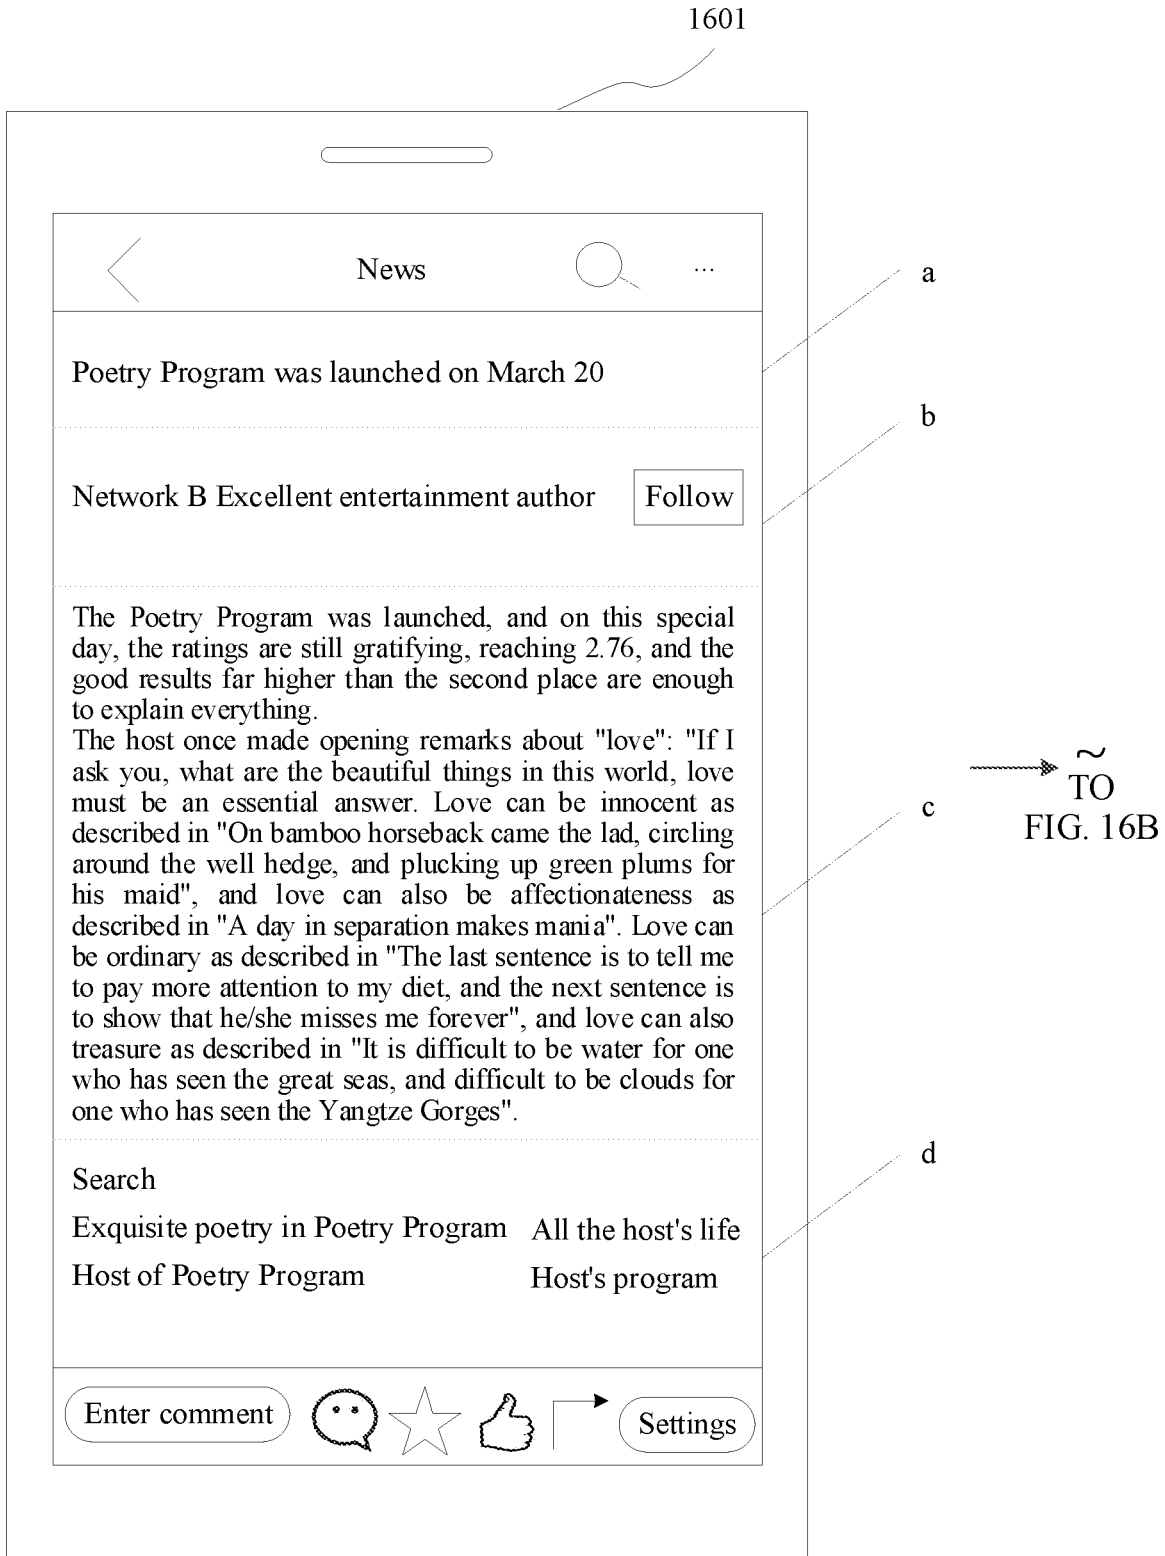 1601
News
...
a
Poetry Program was launched on March 20
b
Network B Excellent entertainment author
Follow
The Poetry Program was launched, and on this special
day, the ratings are still gratifying, reaching 2.76, and the
good results far higher than the second place are enough
to explain everything.
The host once made opening remarks about "love": "If I
ask you, what are the beautiful things in this world, love
must be an essential answer. Love can be innocent as
described in "On bamboo horseback came the lad, circling
around the well hedge, and plucking up green plums for
his maid", and love can also be affectionateness as
described in "A day in separation makes mania". Love can
be ordinary as described in "The last sentence is to tell me
to pay more attention to my diet, and the next sentence is
to show that he/she misses me forever", and love can also
treasure as described in "It is difficult to be water for one
who has seen the great seas, and difficult to be clouds for
one who has seen the Yangtze Gorges".
c
~
TO
FIG. 16B
d
Search
Exquisite poetry in Poetry Program
All the host's life
Host of Poetry Program
Host's program
Enter comment
Settings